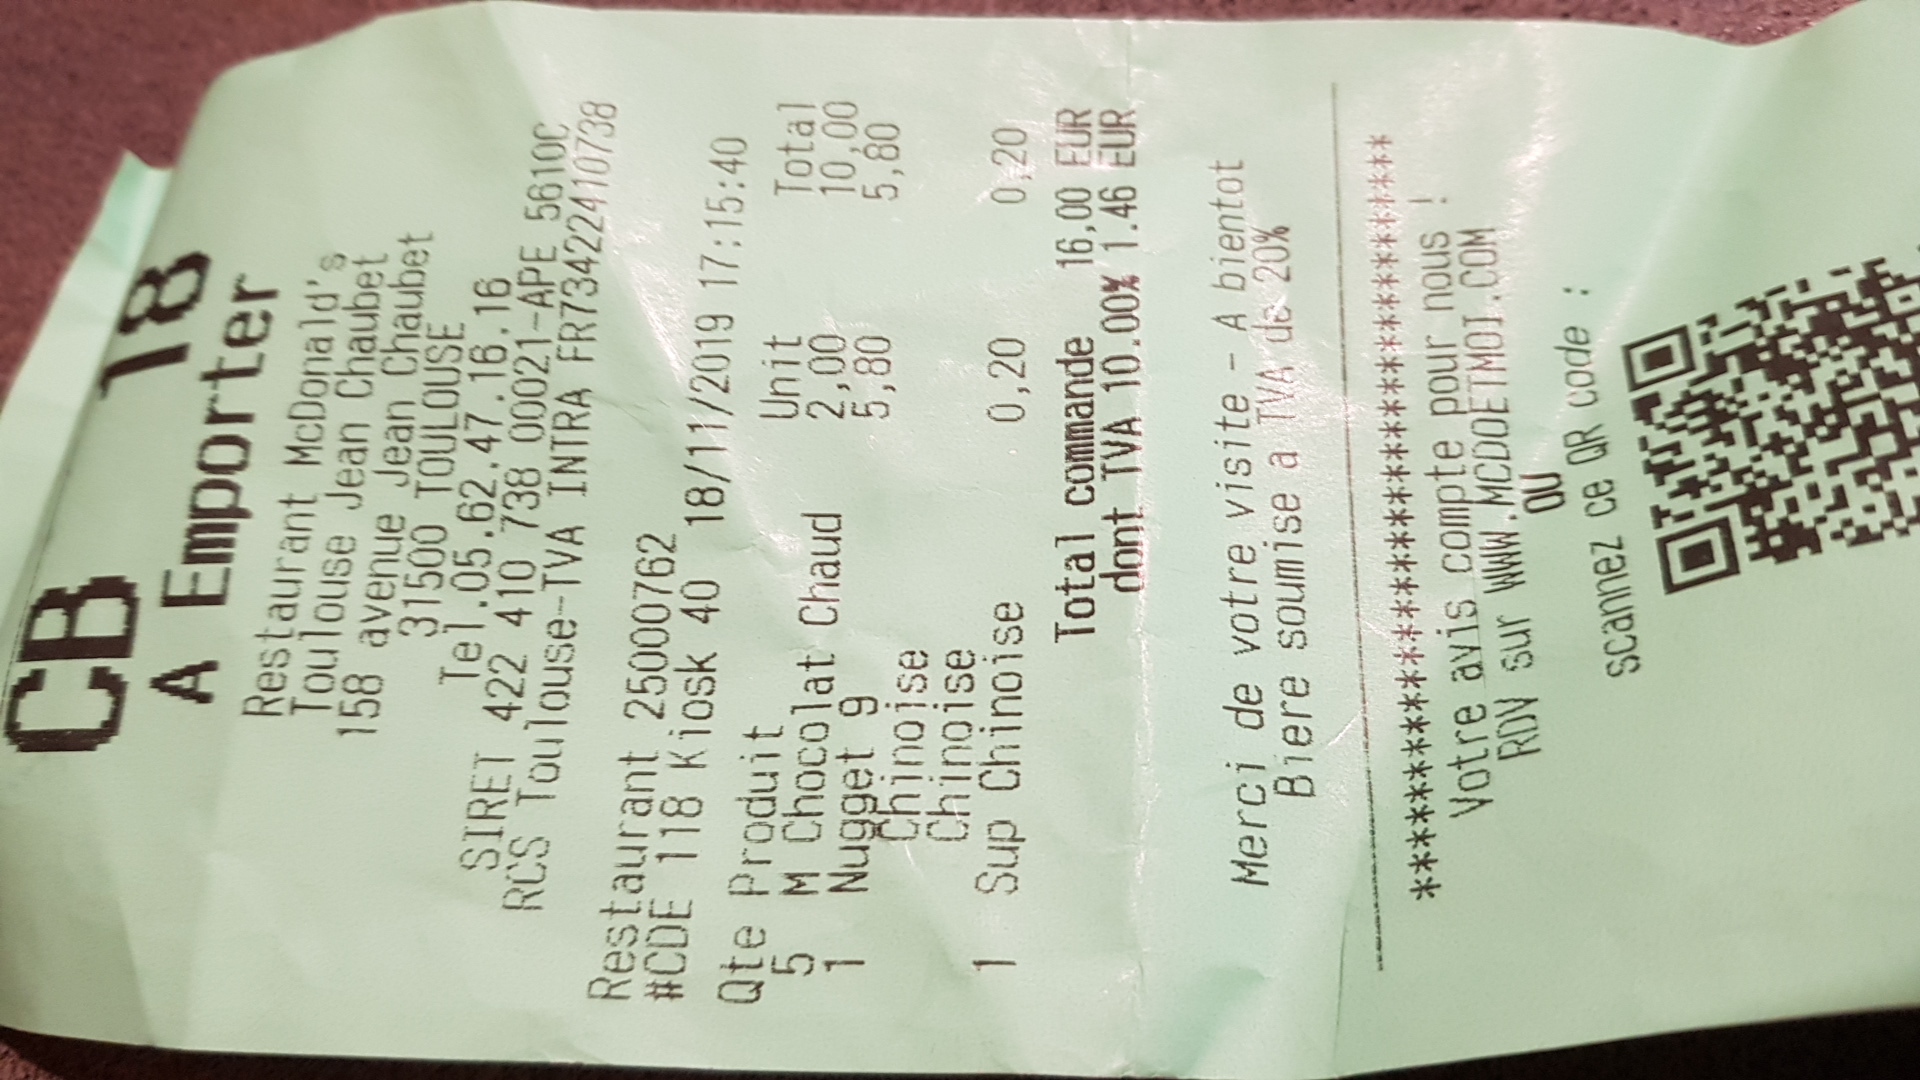 CB 18
A Emporter
Restaurant McDonald's
Toulouse Jean Chaubet
158 avenue Jean Chaubet
31500 TOULOUSE
Tel.05.62.47.16.16
SIRET 422 410 738 00021-APE 5610C
RCS Toulouse-TVA INTRA FR73422410738
Restaurant 25000762
#CDE 118 Kiosk 40 18/11/2019 17:15:40
Qte Produit Unit Total
5 M Chocolat Chaud 2,00 10,00
1 Nugget 9 5,80 5,80
Chinoise
Chinoise
1 Sup Chinoise 0,20 0,20
Total commande 16,00 EUR
dont TVA 10.00% 1.46 EUR
Merci de votre visite - A bientot
Biere soumise a TVA de 20%
****************************************
Votre avis compte pour nous !
RDV sur WWW.MCDOETMOI.COM
ou
scannez ce QR code :